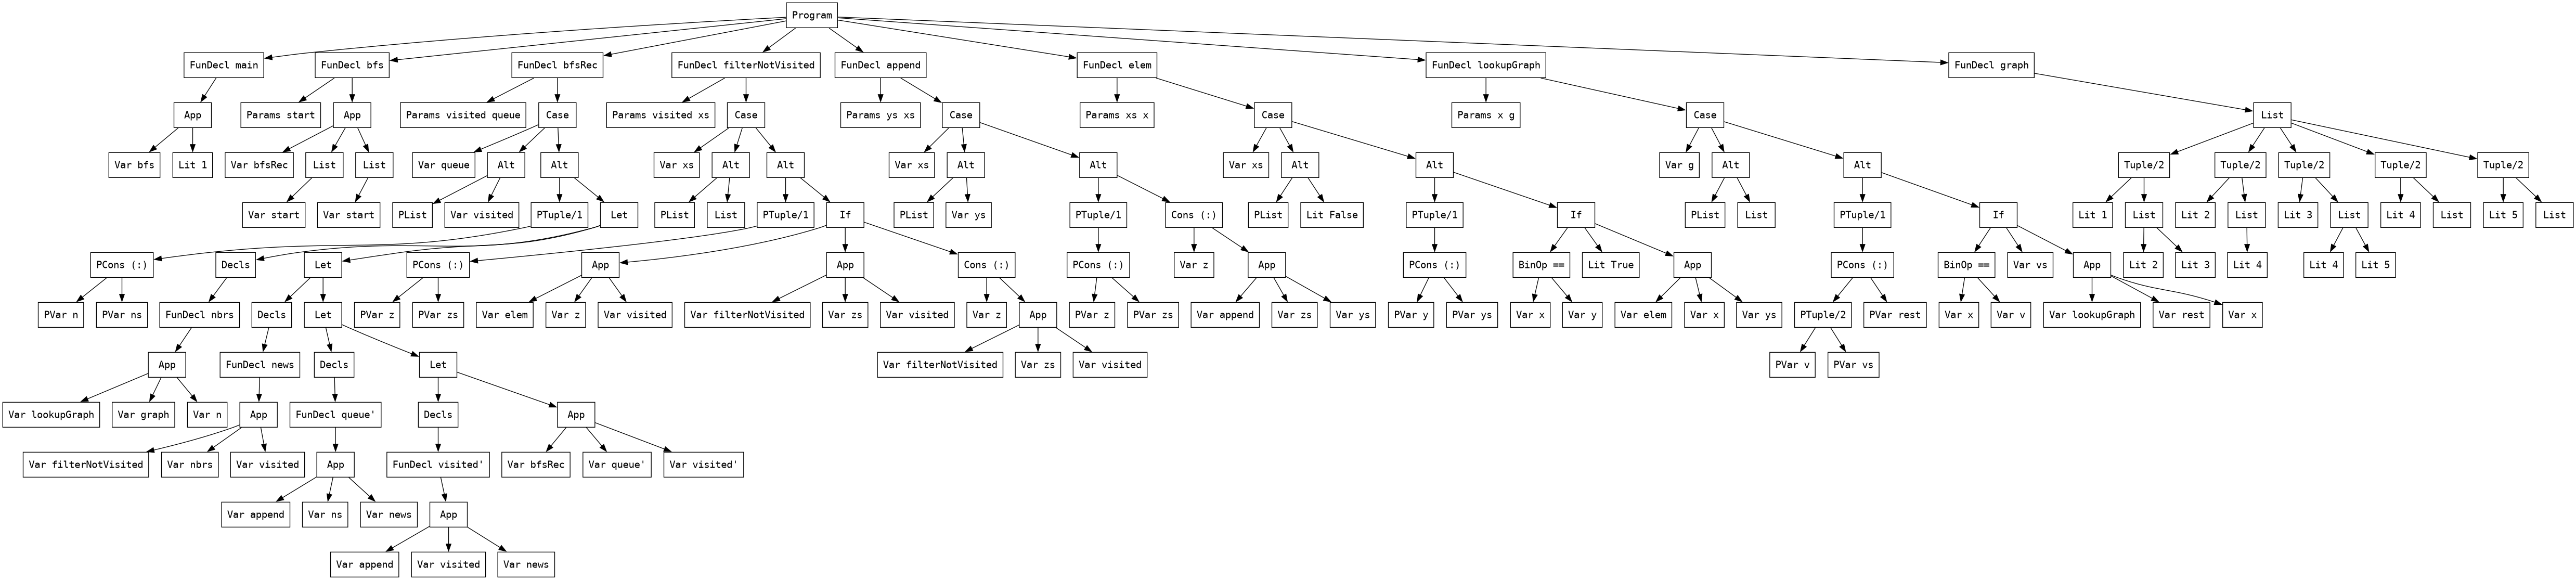 Program
FunDecl main FunDecl bfs FunDecl bfsRec FunDecl filterNotVisited FunDecl append FunDecl elem FunDecl lookupGraph FunDecl graph
App Params start App Params visited queue Case Params visited xs Case Params ys xs Case Params xs x Case Params x g Case List
Var bfs Lit 1 Var bfsRec List List Var queue Alt Alt Var xs Alt Alt Var xs Alt Alt Var xs Alt Alt Var g Alt Alt Tuple/2 Tuple/2 Tuple/2 Tuple/2 Tuple/2
Var start Var start PList Var visited PTuple/1 Let PList List PTuple/1 If PList Var ys PTuple/1 Cons (:) PList Lit False PTuple/1 If PList List PTuple/1 If Lit 1 List Lit 2 List Lit 3 List Lit 4 List Lit 5 List
PCons (:) Decls Let PCons (:) App App Cons (:) PCons (:) Var z App PCons (:) BinOp == Lit True App PCons (:) BinOp == Var vs App Lit 2 Lit 3 Lit 4 Lit 4 Lit 5
PVar n PVar ns FunDecl nbrs Decls Let PVar z PVar zs Var elem Var z Var visited Var filterNotVisited Var zs Var visited Var z App PVar z PVar zs Var append Var zs Var ys PVar y PVar ys Var x Var y Var elem Var x Var ys PTuple/2 PVar rest Var x Var v Var lookupGraph Var rest Var x
App FunDecl news Decls Let Var filterNotVisited Var zs Var visited PVar v PVar vs
Var lookupGraph Var graph Var n App FunDecl queue' Decls App
Var filterNotVisited Var nbrs Var visited App FunDecl visited' Var bfsRec Var queue' Var visited'
Var append Var ns Var news App
Var append Var visited Var news